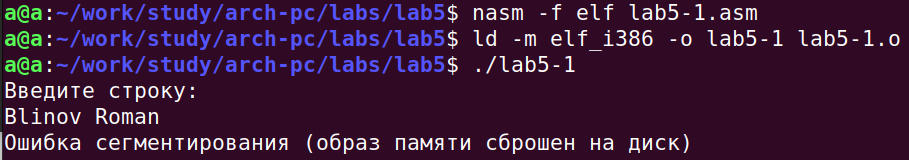 a@a:~/work/study/arch-pc/labs/lab5$ nasm -f elf lab5-1.asm
a@a:~/work/study/arch-pc/labs/lab5$ ld -m elf_i386 -o lab5-1 lab5-1.o
a@a:~/work/study/arch-pc/labs/lab5$ ./lab5-1
Введите строку:
Blinov Roman
Ошибка сегментирования (образ памяти сброшен на диск)